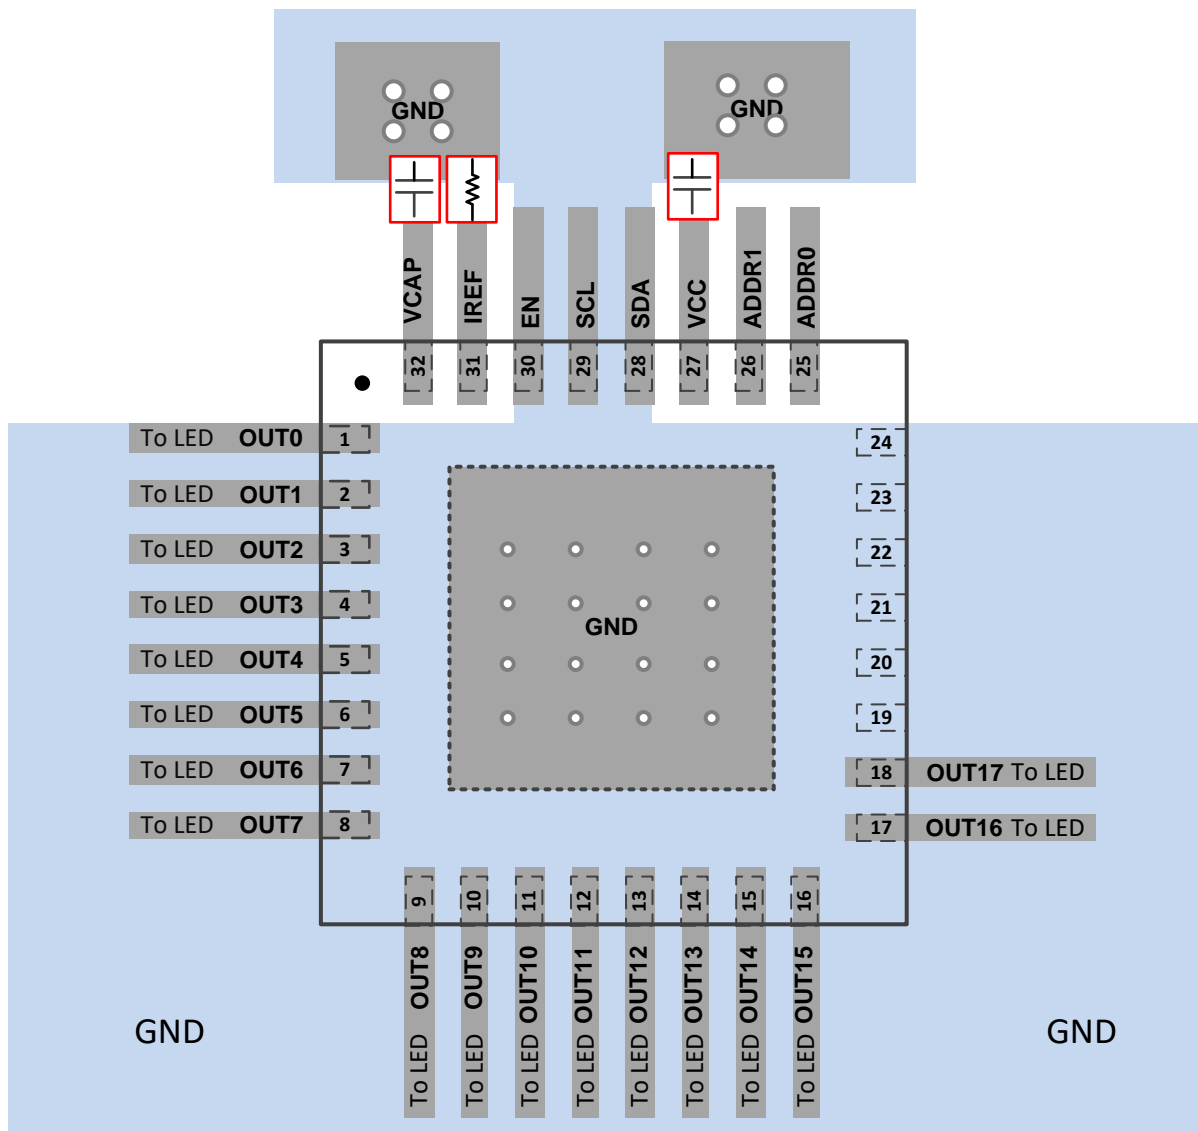 GND
GND
VCAP
IREF
EN
SCL
SDA
VCC
ADDR1
ADDR0
32
31
30
29
28
27
26
25
To LED OUT0 1
24
To LED OUT1 2
23
To LED OUT2 3
22
To LED OUT3 4
21
GND
To LED OUT4 5
20
To LED OUT5 6
19
To LED OUT6 7
18 OUT17 To LED
To LED OUT7 8
17 OUT16 To LED
9
10
11
12
13
14
15
16
To LED OUT8
To LED OUT9
To LED OUT10
To LED OUT11
To LED OUT12
To LED OUT13
To LED OUT14
To LED OUT15
GND
GND